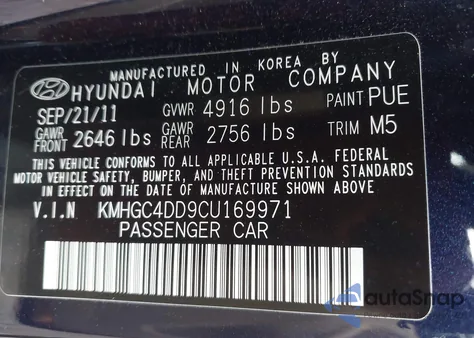 MANUFACTURED IN KOREA BY
HYUNDAI MOTOR COMPANY
SEP/21/11 GVWR 4916 lbs PAINT PUE
GAWR FRONT 2646 lbs GAWR REAR 2756 lbs TRIM M5
THIS VEHICLE CONFORMS TO ALL APPLICABLE U.S.A. FEDERAL
MOTOR VEHICLE SAFETY, BUMPER, AND THEFT PREVENTION STANDARDS
IN EFFECT ON THE DATE OF MANUFACTURE SHOWN ABOVE
V.I.N KMHGC4DD9CU169971
PASSENGER CAR
autoSnap